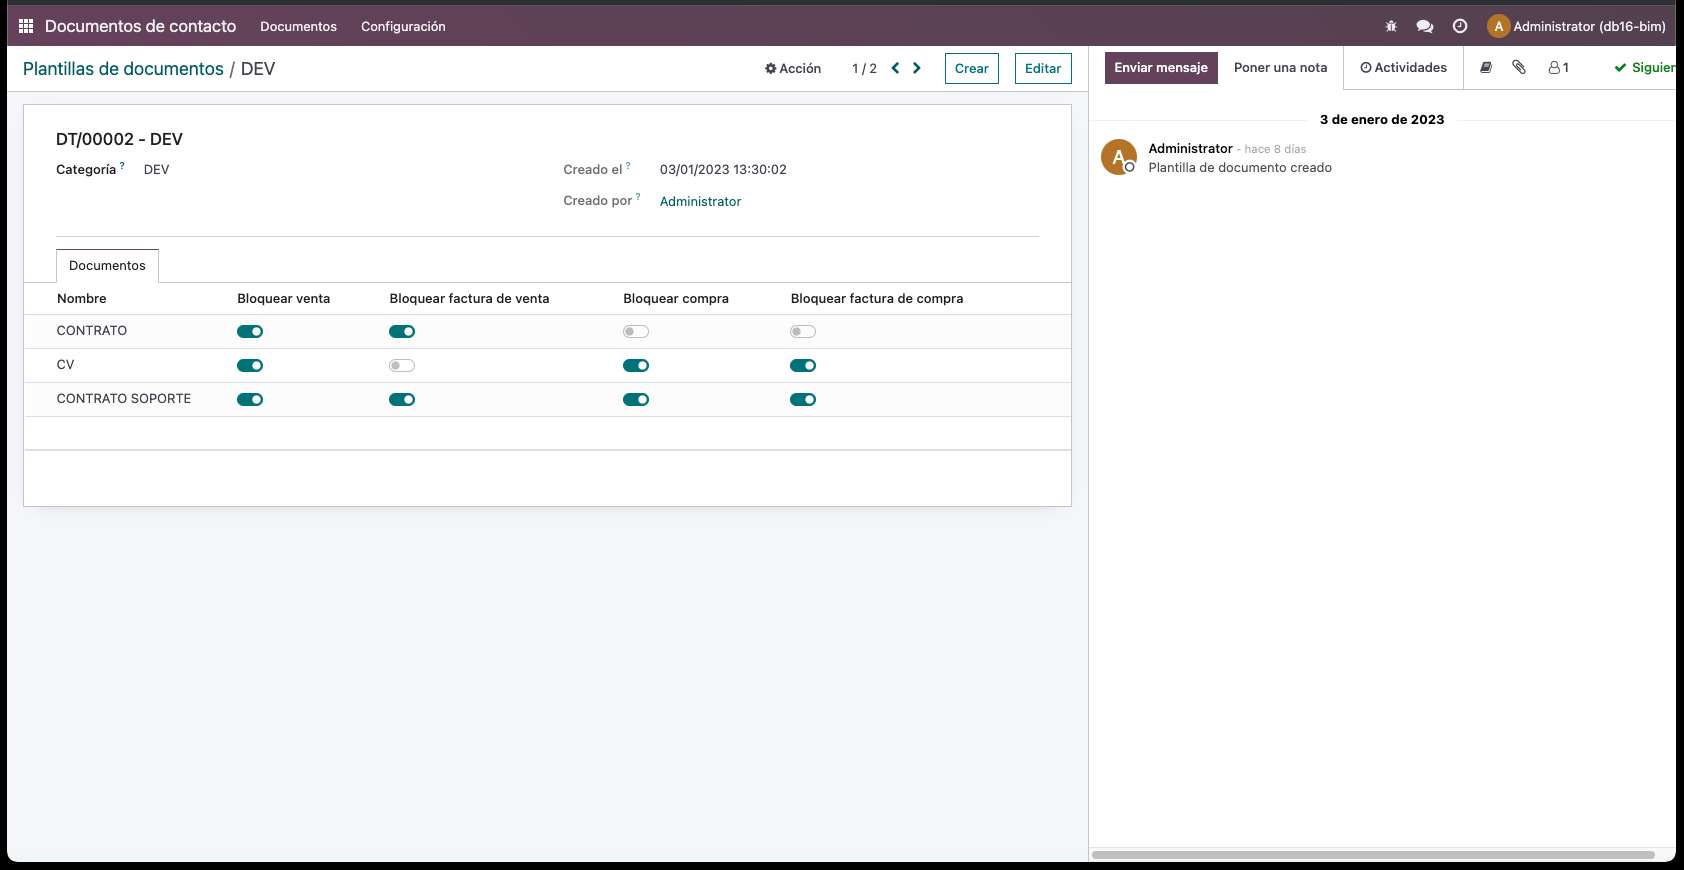 Documentos de contacto Documentos Configuración A Administrator (db16-bim)
Plantillas de documentos / DEV Acción 1 / 2 Crear Editar
Enviar mensaje Poner una nota Actividades 1
DT/00002 - DEV
Categoría ? DEV Creado el ? 03/01/2023 13:30:02
Creado por ? Administrator
Documentos
Nombre Bloquear venta Bloquear factura de venta Bloquear compra Bloquear factura de compra
CONTRATO
CV
CONTRATO SOPORTE
3 de enero de 2023
A Administrator - hace 8 días
Plantilla de documento creado